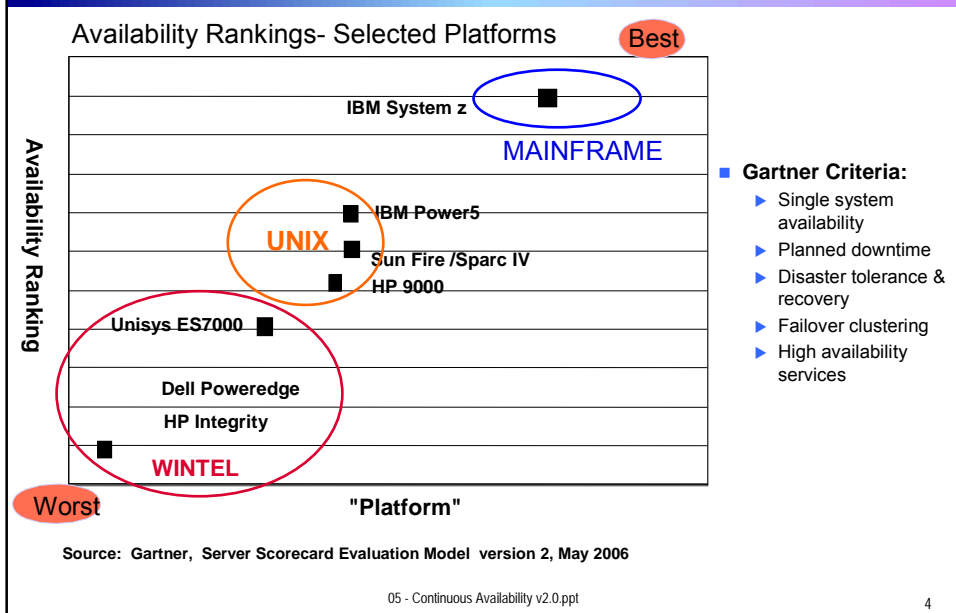 Availability Rankings- Selected Platforms
Best
IBM System z
MAINFRAME
IBM Power5
UNIX
Sun Fire /Sparc IV
HP 9000
Unisys ES7000
Dell Poweredge
HP Integrity
WINTEL
Availability Ranking
Worst
"Platform"
Gartner Criteria:
Single system
availability
Planned downtime
Disaster tolerance &
recovery
Failover clustering
High availability
services
Source: Gartner, Server Scorecard Evaluation Model version 2, May 2006
05 - Continuous Availability v2.0.ppt
4